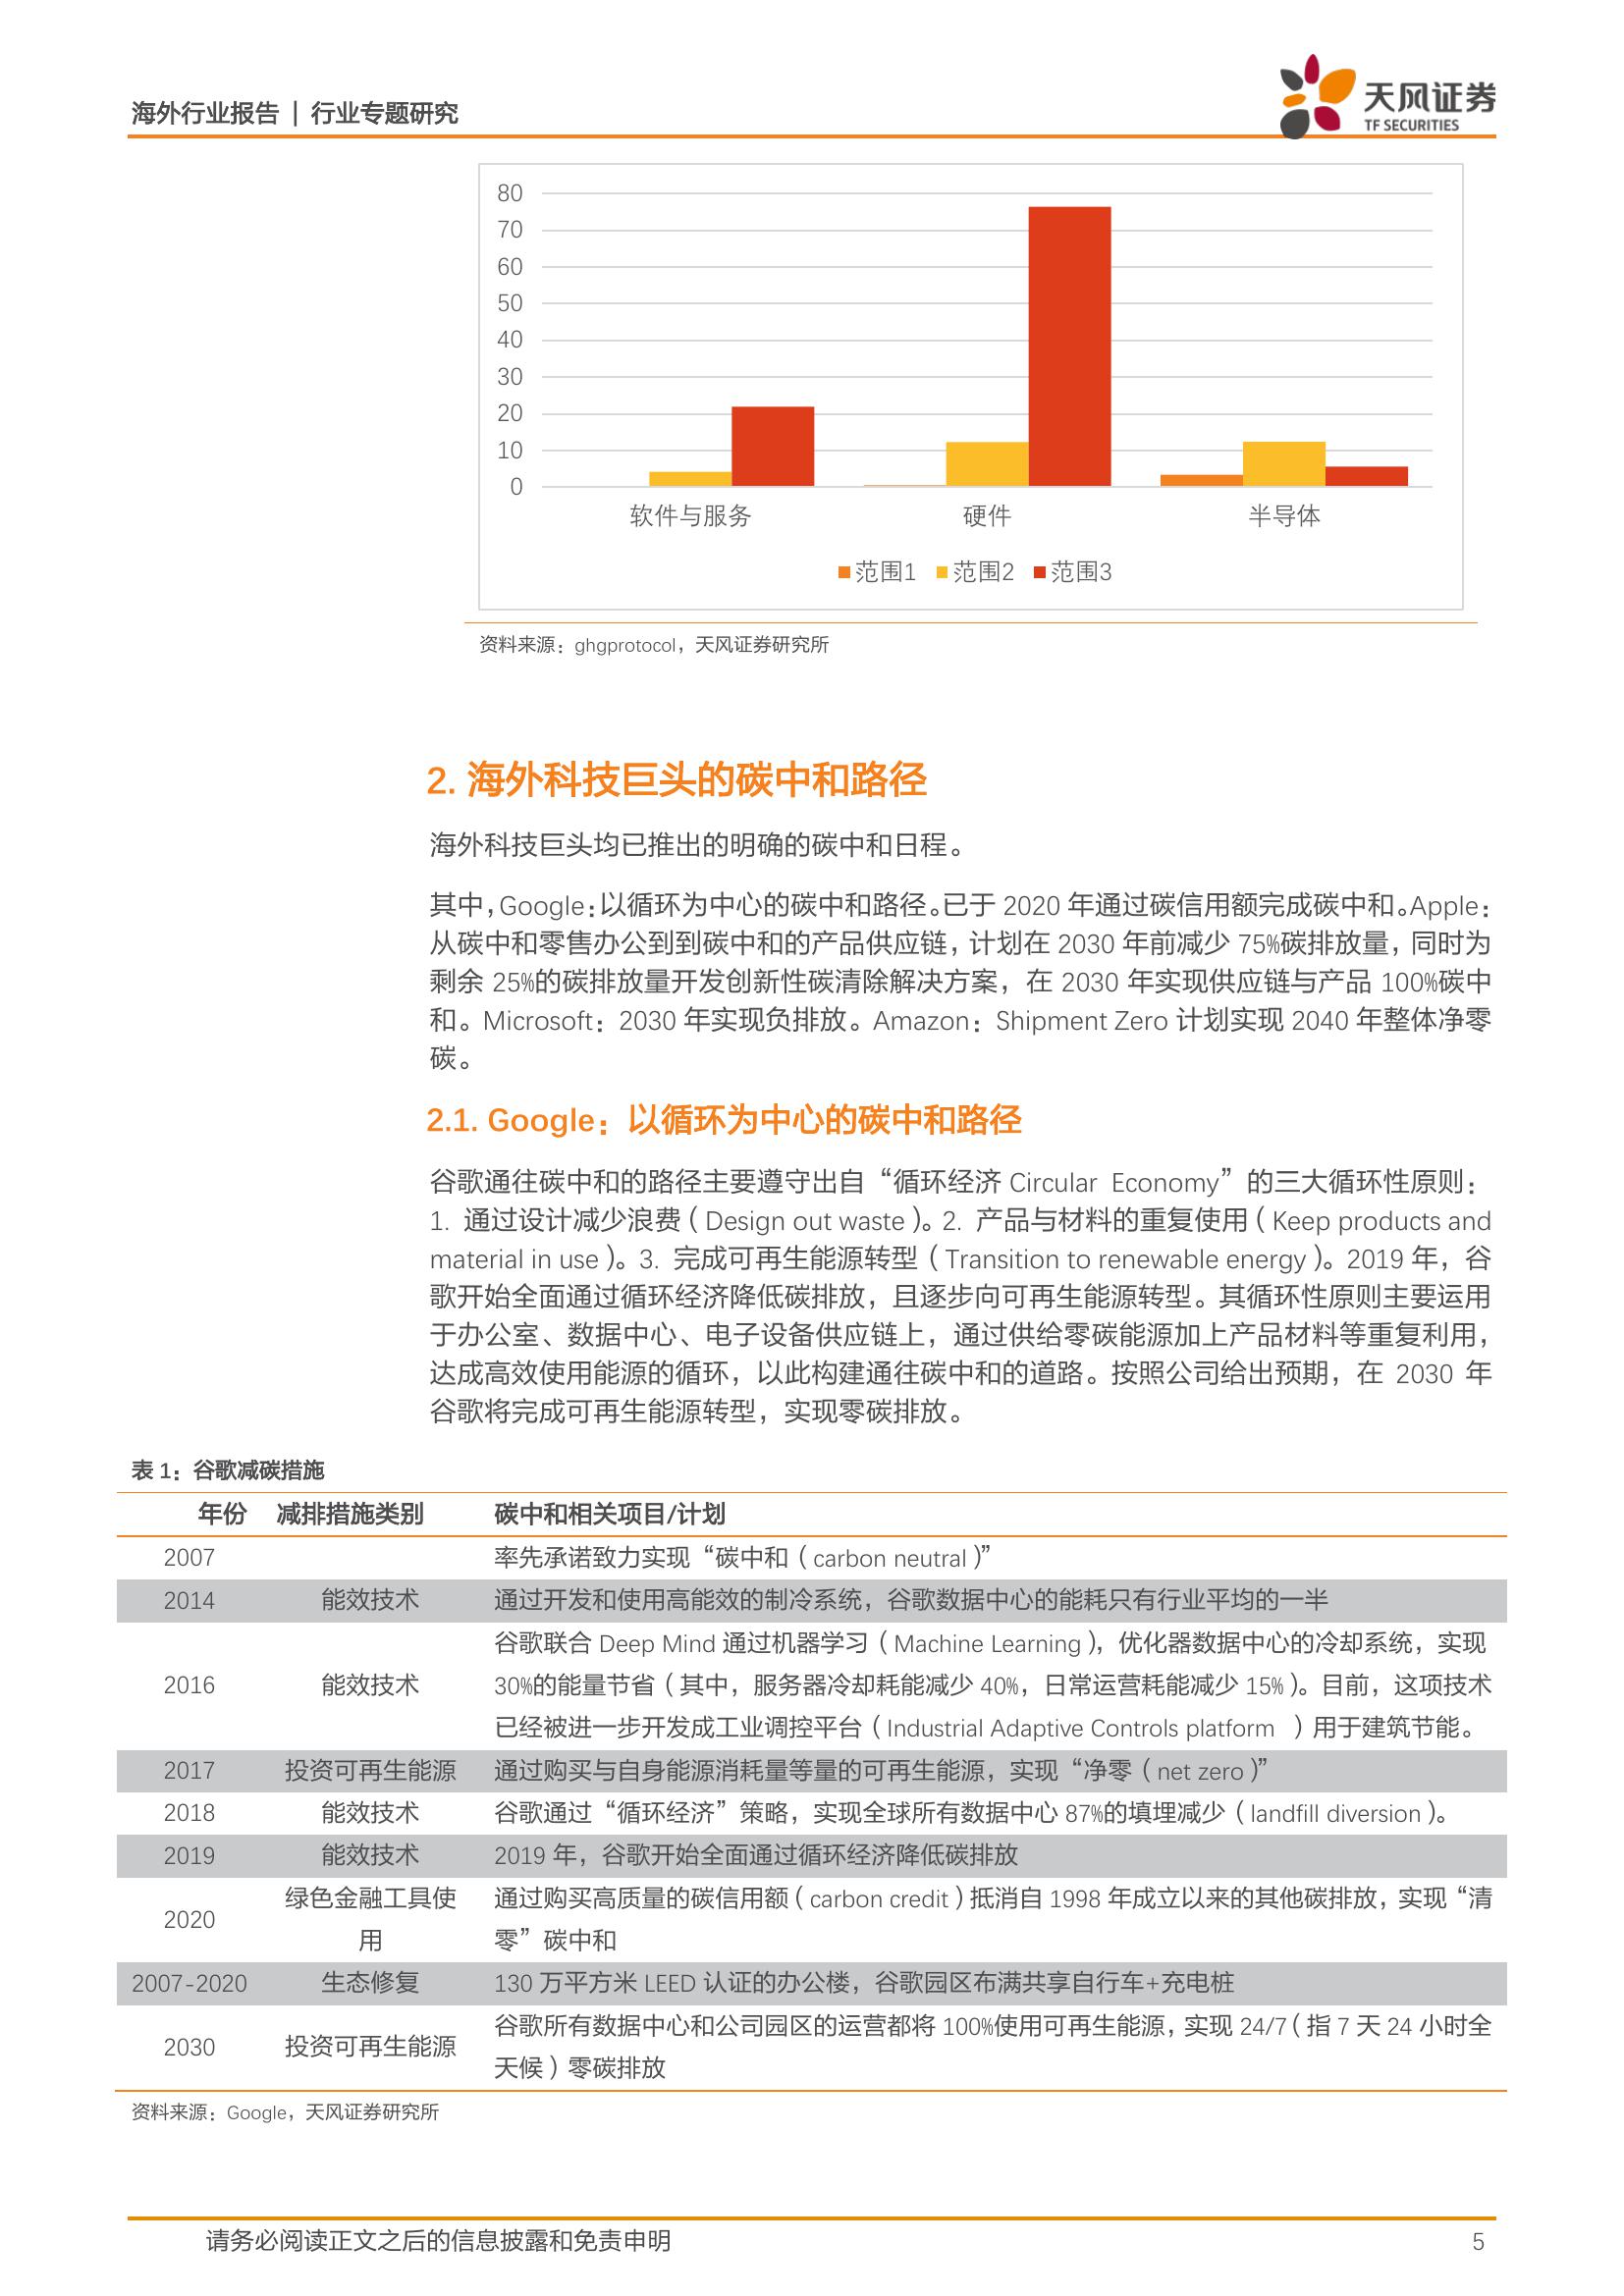 海外行业报告 | 行业专题研究
天风证券
TF SECURITIES
80
70
60
50
40
30
20
10
0
软件与服务 硬件 半导体
范围1 范围2 范围3
资料来源：ghgprotocol，天风证券研究所
2. 海外科技巨头的碳中和路径
海外科技巨头均已推出的明确的碳中和日程。
其中，Google：以循环为中心的碳中和路径。已于 2020 年通过碳信用额完成碳中和。Apple：
从碳中和零售办公到到碳中和的产品供应链，计划在 2030 年前减少 75%碳排放量，同时为
剩余 25%的碳排放量开发创新性碳清除解决方案，在 2030 年实现供应链与产品 100%碳中
和。Microsoft：2030 年实现负排放。Amazon：Shipment Zero 计划实现 2040 年整体净零
碳。
2.1. Google：以循环为中心的碳中和路径
谷歌通往碳中和的路径主要遵守出自“循环经济 Circular Economy”的三大循环性原则：
1. 通过设计减少浪费（Design out waste）。2. 产品与材料的重复使用（Keep products and
material in use）。3. 完成可再生能源转型（Transition to renewable energy）。2019 年，谷
歌开始全面通过循环经济降低碳排放，且逐步向可再生能源转型。其循环性原则主要运用
于办公室、数据中心、电子设备供应链上，通过供给零碳能源加上产品材料等重复利用，
达成高效使用能源的循环，以此构建通往碳中和的道路。按照公司给出预期，在 2030 年
谷歌将完成可再生能源转型，实现零碳排放。
表 1：谷歌减碳措施
年份 减排措施类别 碳中和相关项目/计划
2007 率先承诺致力实现“碳中和（carbon neutral）”
2014 能效技术 通过开发和使用高能效的制冷系统，谷歌数据中心的能耗只有行业平均的一半
谷歌联合 Deep Mind 通过机器学习（Machine Learning），优化器数据中心的冷却系统，实现
2016 能效技术 30%的能量节省（其中，服务器冷却耗能减少 40%，日常运营耗能减少 15%）。目前，这项技术
已经被进一步开发成工业调控平台（Industrial Adaptive Controls platform ）用于建筑节能。
2017 投资可再生能源 通过购买与自身能源消耗量等量的可再生能源，实现“净零（net zero）”
2018 能效技术 谷歌通过“循环经济”策略，实现全球所有数据中心 87%的填埋减少（landfill diversion）。
2019 能效技术 2019 年，谷歌开始全面通过循环经济降低碳排放
2020 绿色金融工具使 通过购买高质量的碳信用额（carbon credit）抵消自 1998 年成立以来的其他碳排放，实现“清
用 零”碳中和
2007-2020 生态修复 130 万平方米 LEED 认证的办公楼，谷歌园区布满共享自行车+充电桩
2030 投资可再生能源 谷歌所有数据中心和公司园区的运营都将 100%使用可再生能源，实现 24/7（指 7 天 24 小时全
天候）零碳排放
资料来源：Google，天风证券研究所
请务必阅读正文之后的信息披露和免责申明 5